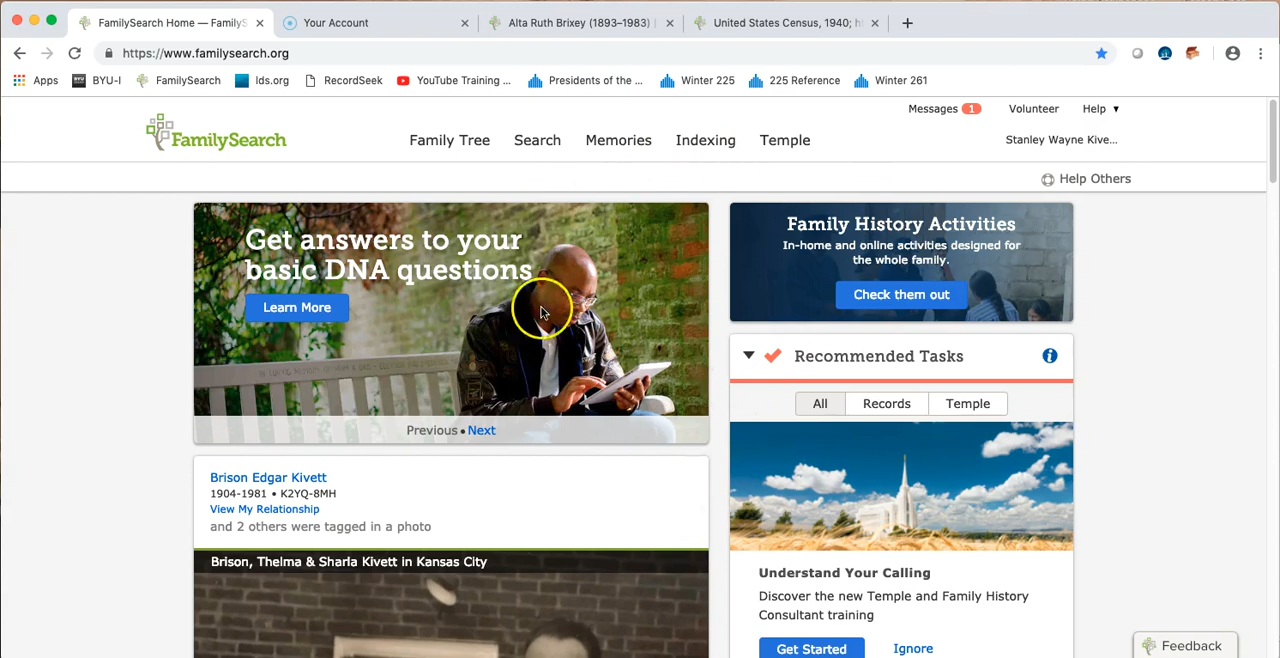 FamilySearch Home — FamilyS
Your Account
Alta Ruth Brixey (1893–1983) |
United States Census, 1940;
https://www.familysearch.org
Apps
BYU-I
FamilySearch
lds.org
RecordSeek
YouTube Training ...
Presidents of the ...
Winter 225
225 Reference
Winter 261
Messages 1
Volunteer
Help ▼
FamilySearch
Family Tree
Search
Memories
Indexing
Temple
Stanley Wayne Kive...
Help Others
Get answers to your
basic DNA questions
Learn More
Previous • Next
Family History Activities
In-home and online activities designed for
the whole family.
Check them out
Recommended Tasks
All
Records
Temple
Brison Edgar Kivett
1904-1981 • K2YQ-8MH
View My Relationship
and 2 others were tagged in a photo
Brison, Thelma & Sharla Kivett in Kansas City
Understand Your Calling
Discover the new Temple and Family History
Consultant training
Get Started
Ignore
Feedback